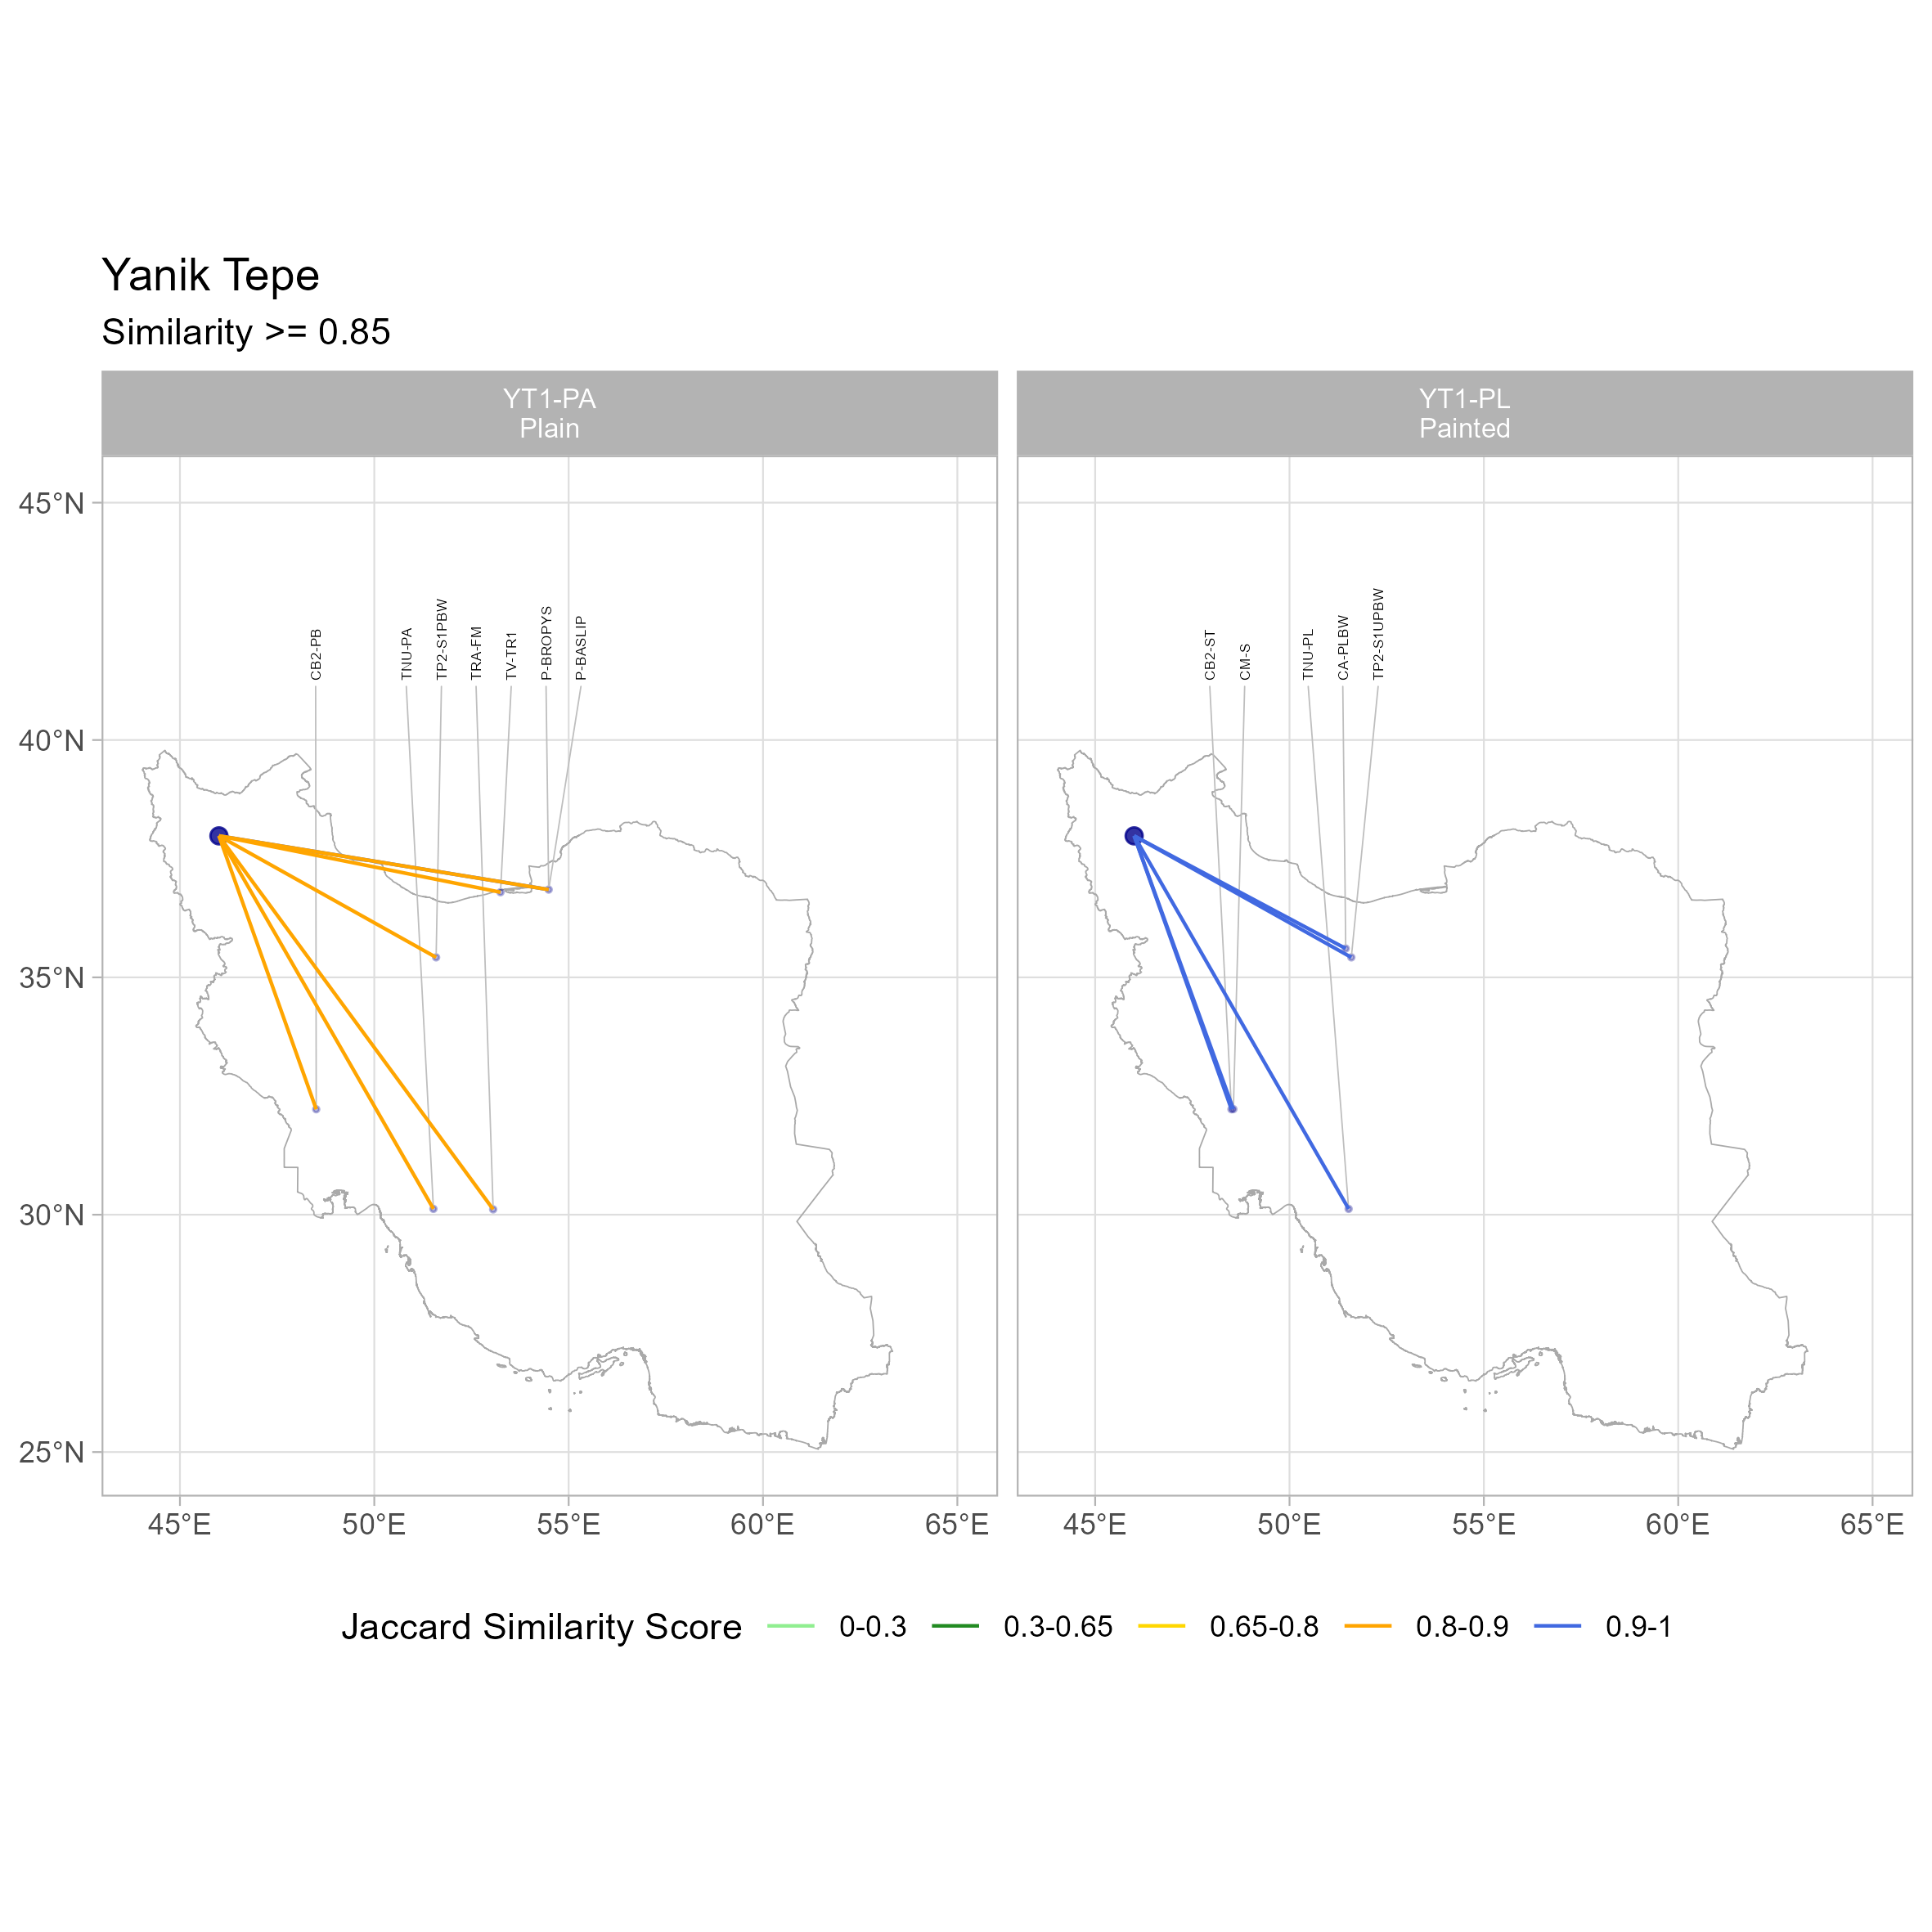 Yanik Tepe
Similarity >= 0.85
YT1-PA
Plain
YT1-PL
Painted
45°N
40°N
35°N
30°N
25°N
CB2-PB
TNU-PA
TP2-S1PBW
TRA-FM
TV-TR1
P-BROPYS
P-BASLIP
CB2-ST
CM-S
TNU-PL
CA-PLBW
TP2-S1UPBW
45°E 50°E 55°E 60°E 65°E
45°E 50°E 55°E 60°E 65°E
Jaccard Similarity Score 0-0.3 0.3-0.65 0.65-0.8 0.8-0.9 0.9-1